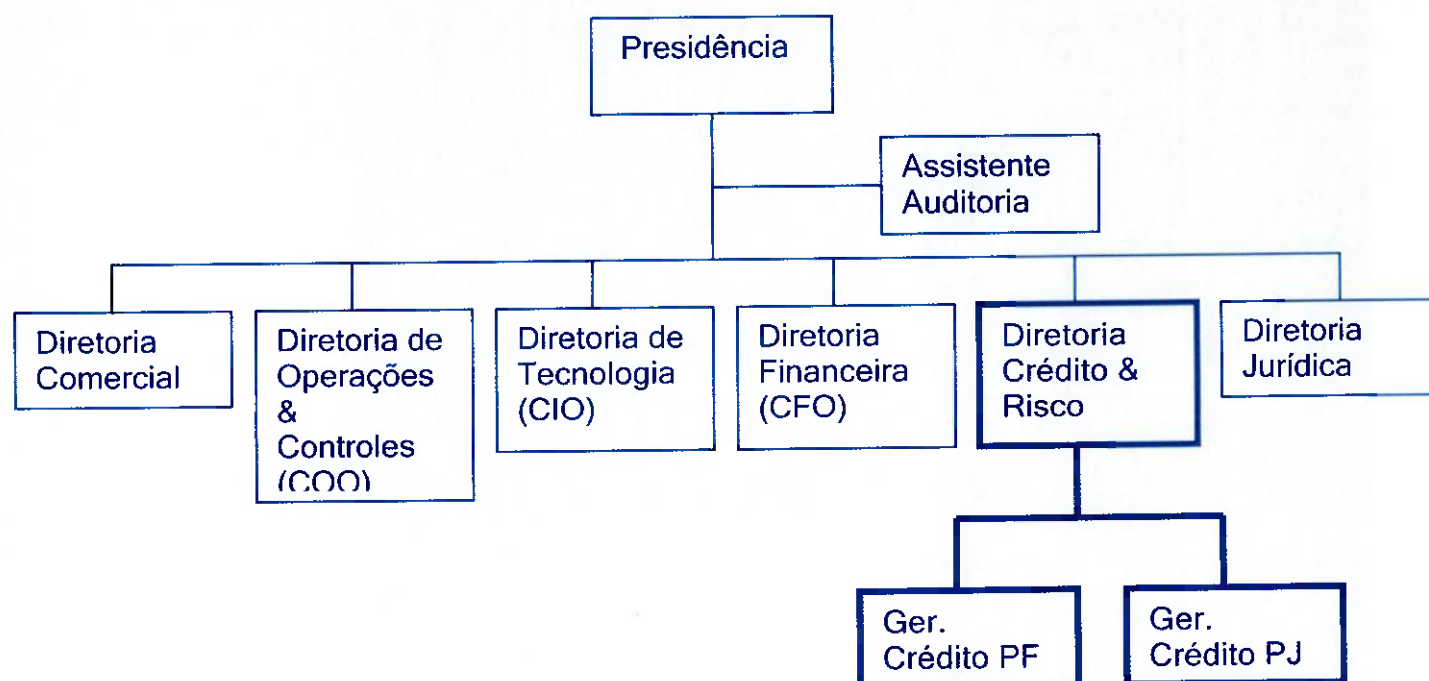 Presidência
Assistente
Auditoria
Diretoria
Comercial
Diretoria de
Operações
&
Controles
(COO)
Diretoria de
Tecnologia
(CIO)
Diretoria
Financeira
(CFO)
Diretoria
Crédito &
Risco
Diretoria
Jurídica
Ger.
Crédito PF
Ger.
Crédito PJ